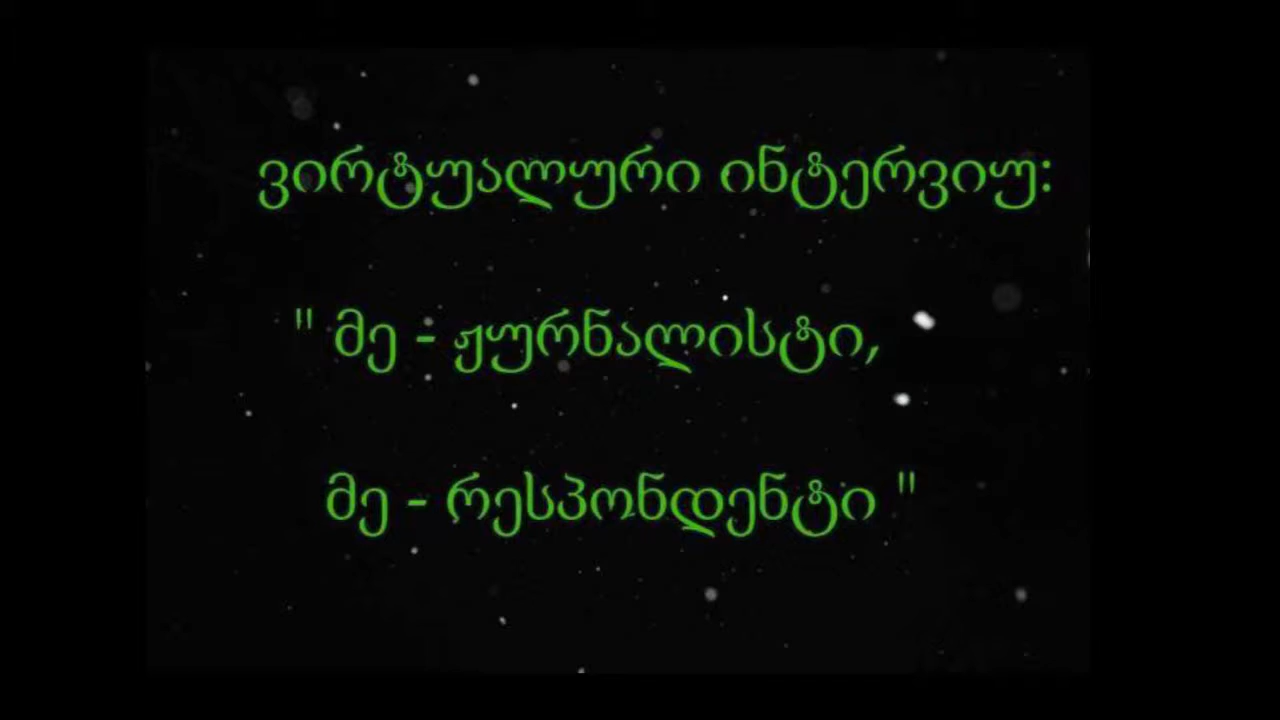 ვირტუალური ინტერვიუ:
" მე - ჟურნალისტი,
მე - რესპონდენტი "